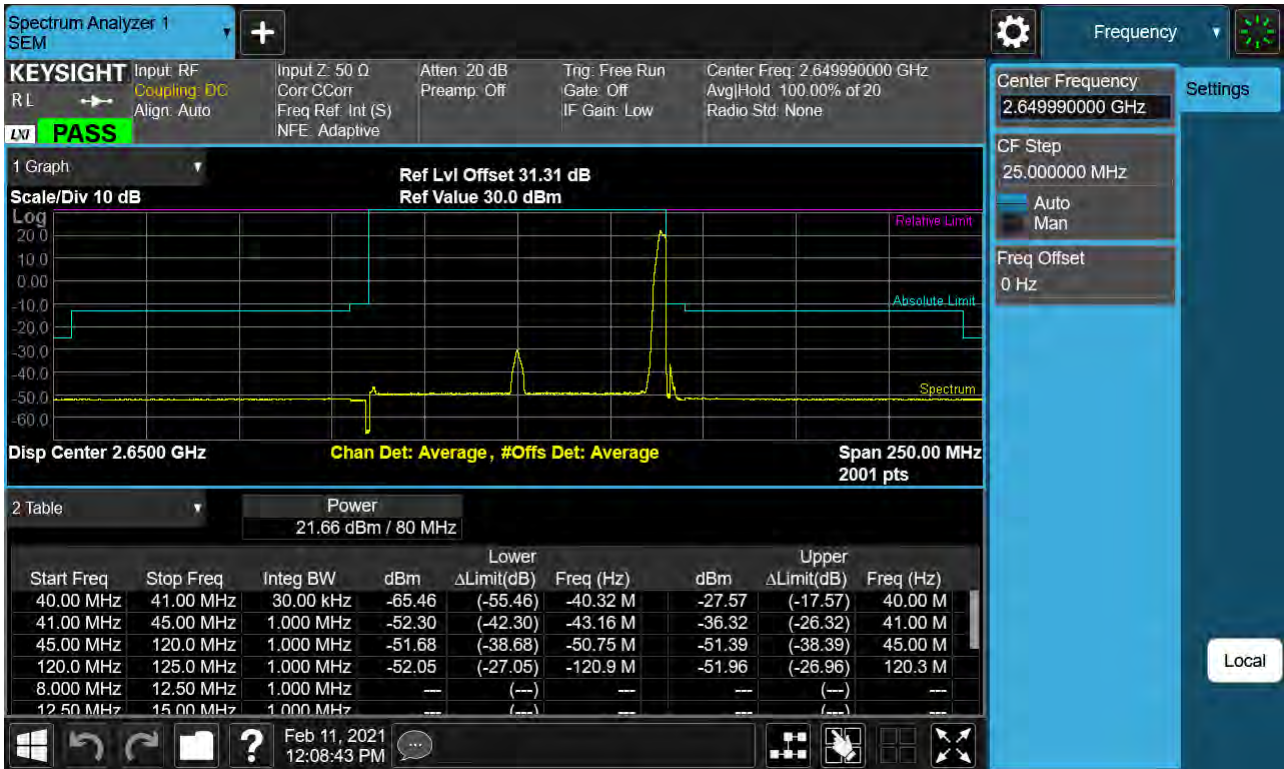 Spectrum Analyzer 1
SEM
Frequency
KEYSIGHT
R L
LXI
PASS
Input: RF
Coupling: DC
Align: Auto
Input Z: 50 Ω
Corr CCorr
Freq Ref: Int (S)
NFE: Adaptive
Atten: 20 dB
Preamp: Off
Trig: Free Run
Gate: Off
IF Gain: Low
Center Freq: 2.649990000 GHz
Avg|Hold: 100.00% of 20
Radio Std: None
Center Frequency
2.649990000 GHz
Settings
CF Step
25.000000 MHz
Auto
Man
Freq Offset
0 Hz
Local
1 Graph
Scale/Div 10 dB
Ref Lvl Offset 31.31 dB
Ref Value 30.0 dBm
Log
20.0
10.0
0.00
-10.0
-20.0
-30.0
-40.0
-50.0
-60.0
Relative Limit
Absolute Limit
Spectrum
Disp Center 2.6500 GHz
Chan Det: Average, #Offs Det: Average
Span 250.00 MHz
2001 pts
2 Table
Power
21.66 dBm / 80 MHz
Lower Upper
Start Freq Stop Freq Integ BW dBm ΔLimit(dB) Freq (Hz) dBm ΔLimit(dB) Freq (Hz)
40.00 MHz 41.00 MHz 30.00 kHz -65.46 (-55.46) -40.32 M -27.57 (-17.57) 40.00 M
41.00 MHz 45.00 MHz 1.000 MHz -52.30 (-42.30) -43.16 M -36.32 (-26.32) 41.00 M
45.00 MHz 120.0 MHz 1.000 MHz -51.68 (-38.68) -50.75 M -51.39 (-38.39) 45.00 M
120.0 MHz 125.0 MHz 1.000 MHz -52.05 (-27.05) -120.9 M -51.96 (-26.96) 120.3 M
8.000 MHz 12.50 MHz 1.000 MHz --- (---) --- --- (---) ---
12.50 MHz 15.00 MHz 1.000 MHz --- (---) --- --- (---) ---
?
Feb 11, 2021
12:08:43 PM